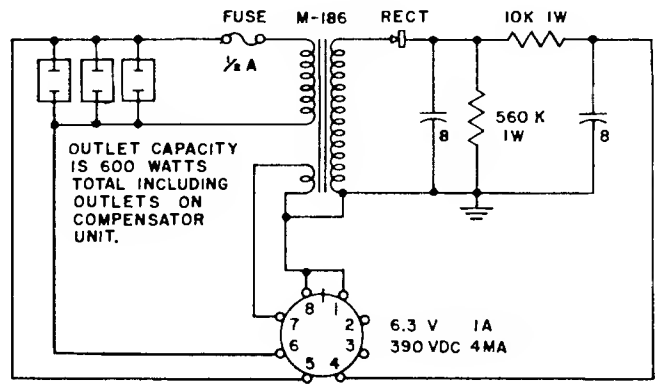 FUSE
M-186
RECT
10K 1W
½ A
8
560 K
1W
8
OUTLET CAPACITY
IS 600 WATTS
TOTAL INCLUDING
OUTLETS ON
COMPENSATOR
UNIT.
8
1
7
2
6
3
5
4
6.3 V 1A
390 VDC 4MA